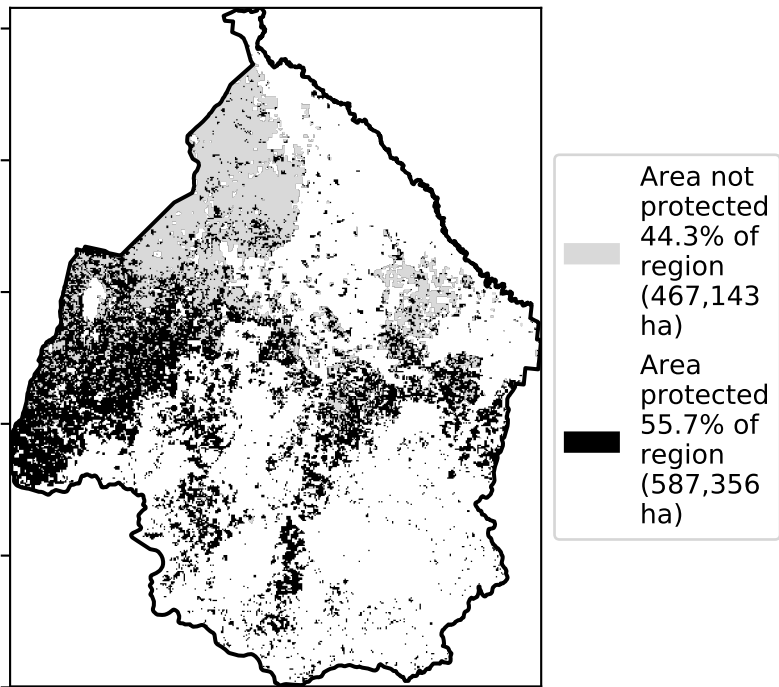 Area not
protected
44.3% of
region
(467,143
ha)
Area
protected
55.7% of
region
(587,356
ha)